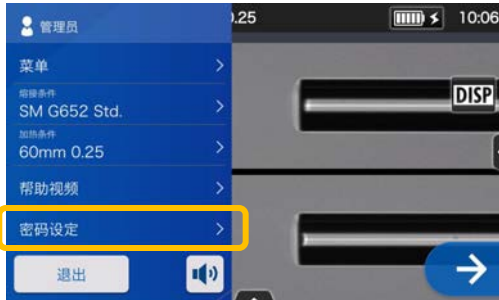 管理员
.25
10:06
菜单
熔接条件
SM G652 Std.
DISP
加热条件
60mm 0.25
帮助视频
密码设定
退出